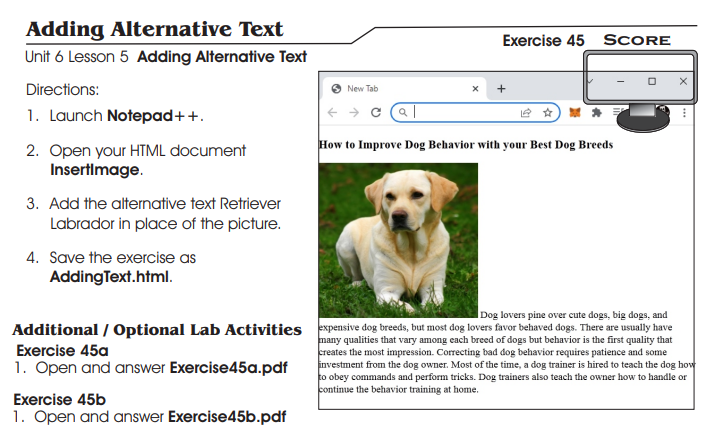 Adding Alternative Text
Exercise 45 SCORE
Unit 6 Lesson 5 Adding Alternative Text
Directions:
1. Launch Notepad++.
2. Open your HTML document
InsertImage.
3. Add the alternative text Retriever
Labrador in place of the picture.
4. Save the exercise as
AddingText.html.
Additional / Optional Lab Activities
Exercise 45a
1. Open and answer Exercise45a.pdf
Exercise 45b
1. Open and answer Exercise45b.pdf
New Tab
How to Improve Dog Behavior with your Best Dog Breeds
Dog lovers pine over cute dogs, big dogs, and
expensive dog breeds, but most dog lovers favor behaved dogs. There are usually have
many qualities that vary among each breed of dogs but behavior is the first quality that
creates the most impression. Correcting bad dog behavior requires patience and some
investment from the dog owner. Most of the time, a dog trainer is hired to teach the dog how
to obey commands and perform tricks. Dog trainers also teach the owner how to handle or
continue the behavior training at home.